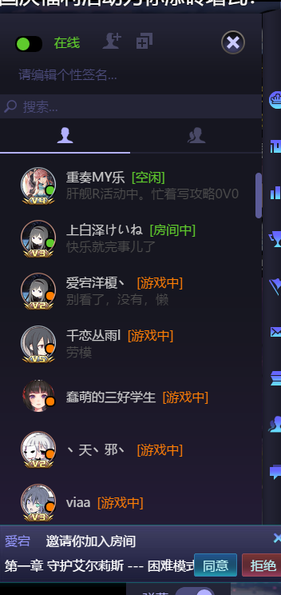 在线
请编辑个性签名...
搜索...
重奏MY乐 [空闲]
肝舰R活动中。忙着写攻略0V0
上白泽けいね [房间中]
快乐就完事儿了
爱宕洋榎丶 [游戏中]
别看了，没有，懒
千恋丛雨l [游戏中]
劳模
蠢萌的三好学生 [游戏中]
丶天丶邪丶 [游戏中]
viaa [游戏中]
愛宕 邀请你加入房间
第一章 守护艾尔莉斯 --- 困难模式
同意
拒绝